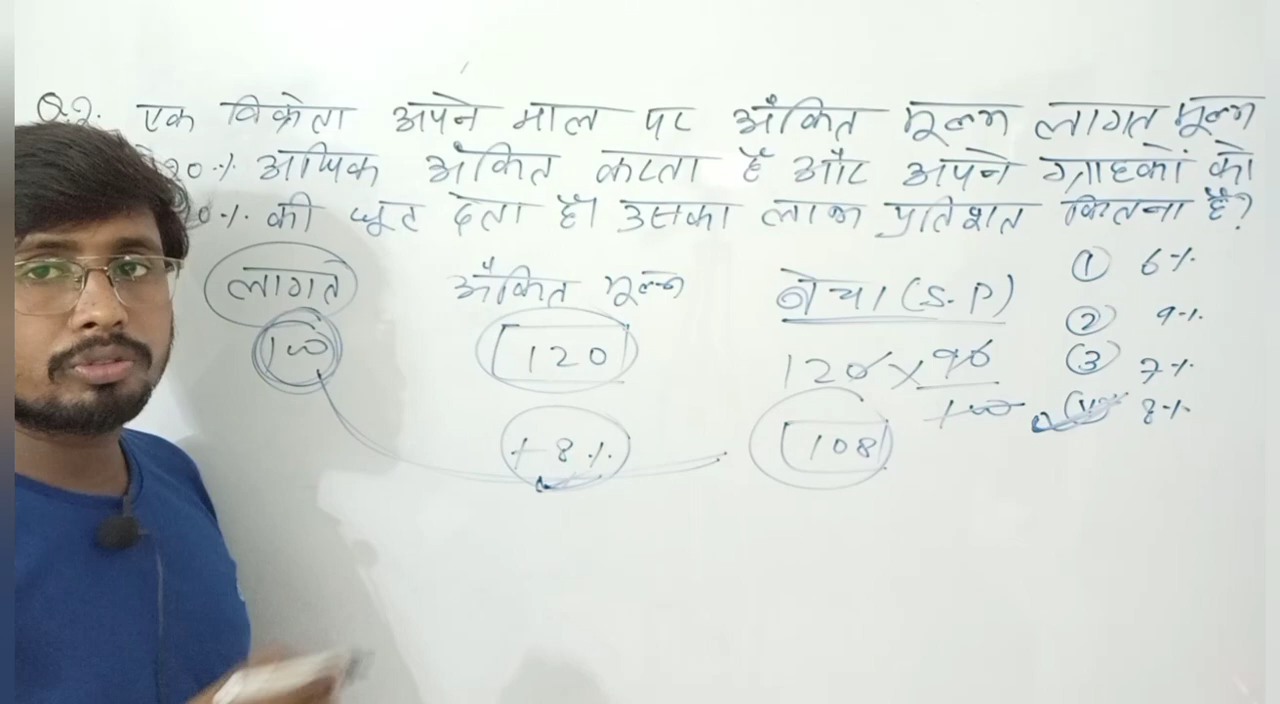 Q.2. एक विक्रेता अपने माल पर अंकित मूल्य लागत मूल्य
20% अधिक अंकित करता है और अपने ग्राहकों को
10% की छूट देता है। उसका लाभ प्रतिशत कितना है?
लागत अंकित मूल्य बेचा (S.P)
① 6%
② 9%
③ 7%
④ 8%
100 120 120 × 90
100
+ 8% 108